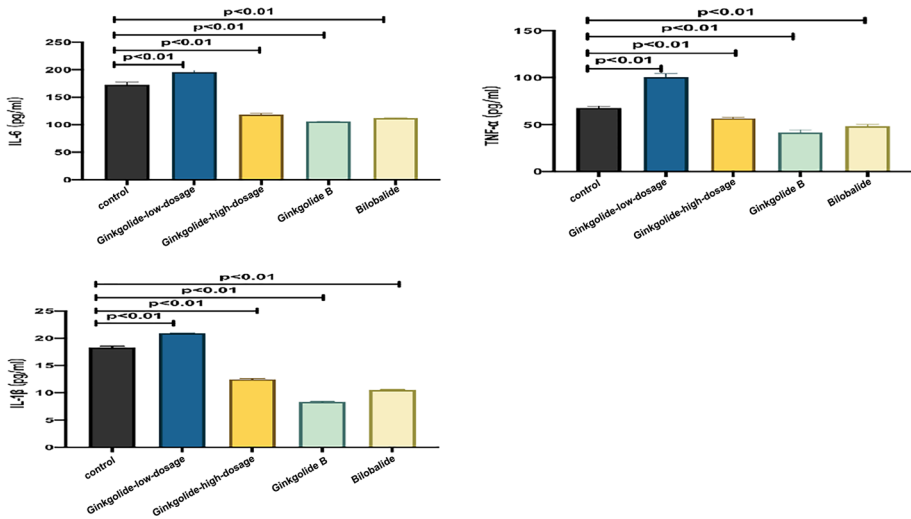 p<0.01
p<0.01
p<0.01
p<0.01
250
200
150
100
50
0
IL-6 (pg/ml)
control
Ginkgolide-low-dosage
Ginkgolide-high-dosage
Ginkgolide B
Bilobalide
p<0.01
p<0.01
p<0.01
p<0.01
150
100
50
0
TNF-α (pg/ml)
control
Ginkgolide-low-dosage
Ginkgolide-high-dosage
Ginkgolide B
Bilobalide
p<0.01
p<0.01
p<0.01
p<0.01
25
20
15
10
5
0
IL-1β (pg/ml)
control
Ginkgolide-low-dosage
Ginkgolide-high-dosage
Ginkgolide B
Bilobalide